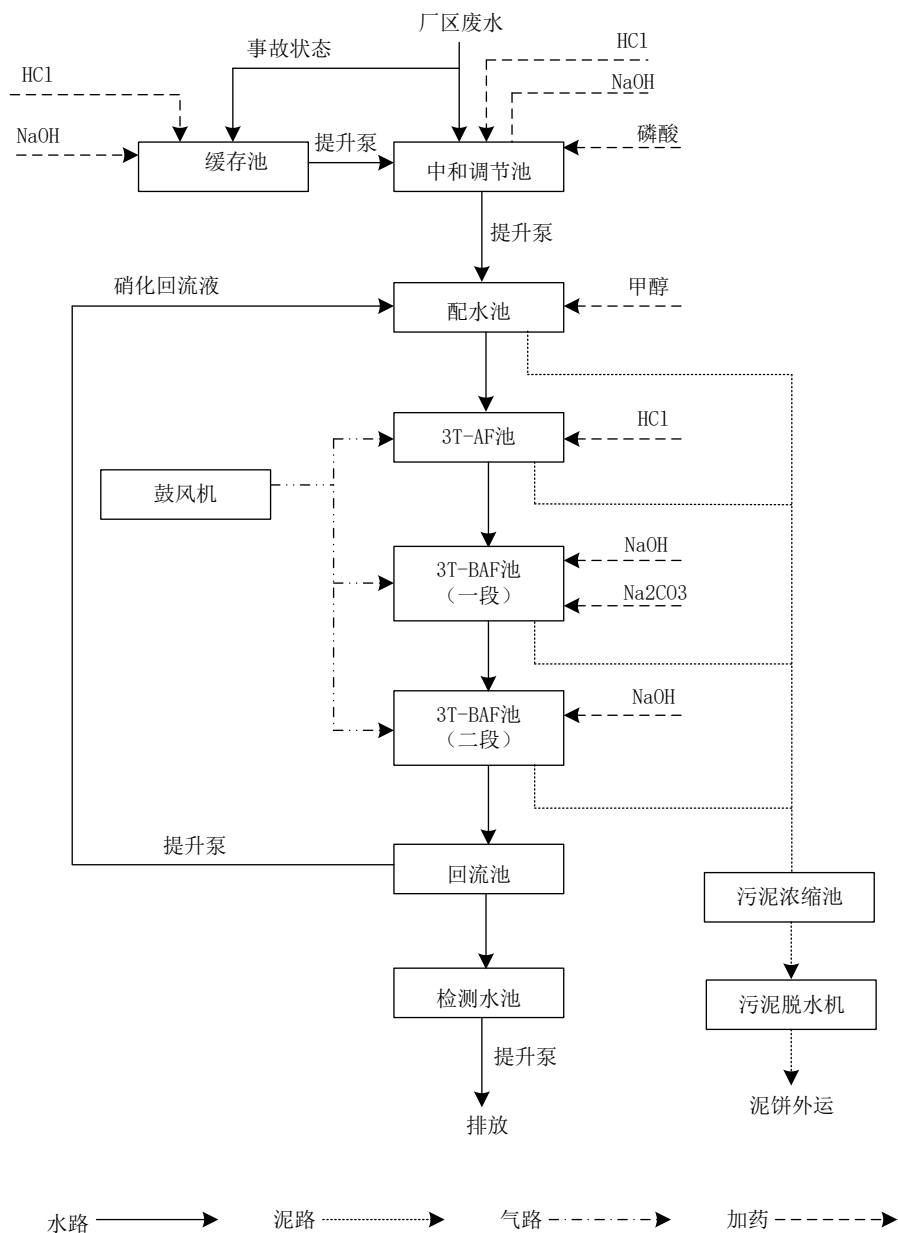 厂区废水
事故状态
HCl
HCl
NaOH
NaOH
提升泵
磷酸
缓存池
中和调节池
提升泵
硝化回流液
甲醇
配水池
HCl
3T-AF池
鼓风机
NaOH
3T-BAF池
（一段）
Na2CO3
NaOH
3T-BAF池
（二段）
提升泵
回流池
污泥浓缩池
检测水池
污泥脱水机
提升泵
泥饼外运
排放
水路
泥路
气路
加药